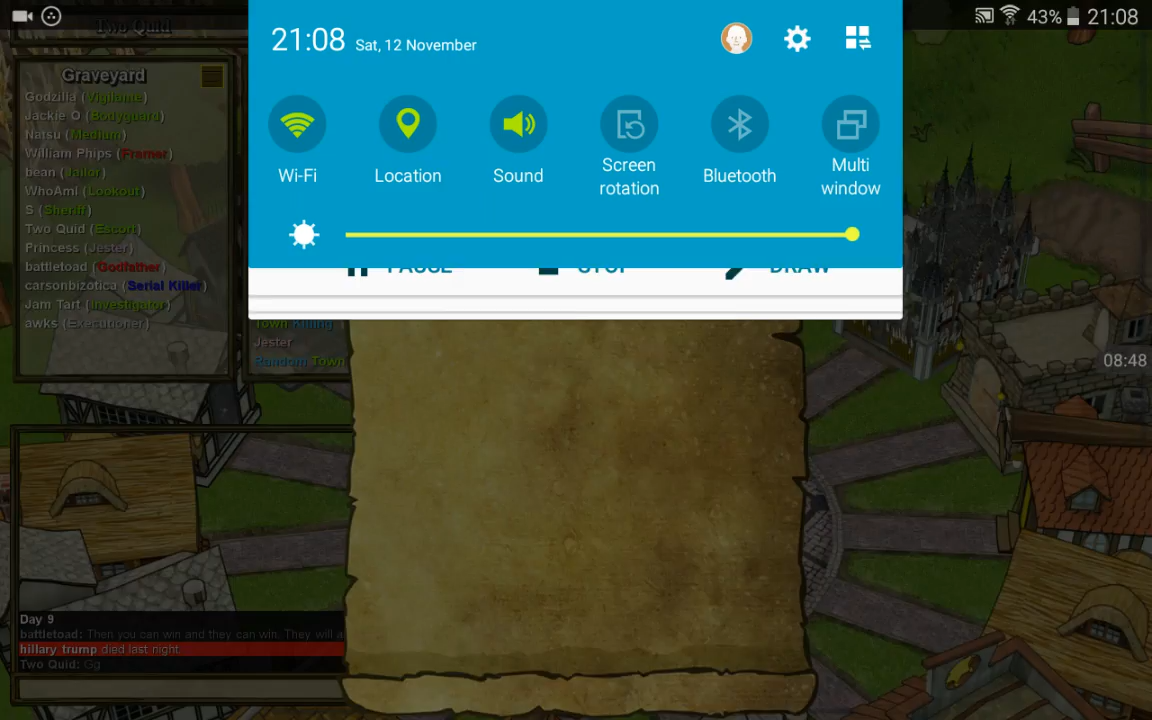 Two Quid
43% 21:08
21:08 Sat, 12 November
Wi-Fi
Location
Sound
Screen rotation
Bluetooth
Multi window
PAUSE
STOP
DRAW
Graveyard
Godzilla (Vigilante)
Jackie O (Bodyguard)
Natsu (Medium)
William Phips (Framer)
bean (Jailor)
WhoAmI (Lookout)
S (Sheriff)
Two Quid (Escort)
Princess (Jester)
battletoad (Godfather)
carsonbizotica (Serial Killer)
Jam Tart (Investigator)
awks (Executioner)
Town Killing
Jester
Random Town
08:48
Day 9
battletoad: Then you can win and they can win. They will a
hillary trump died last night.
Two Quid: Gg